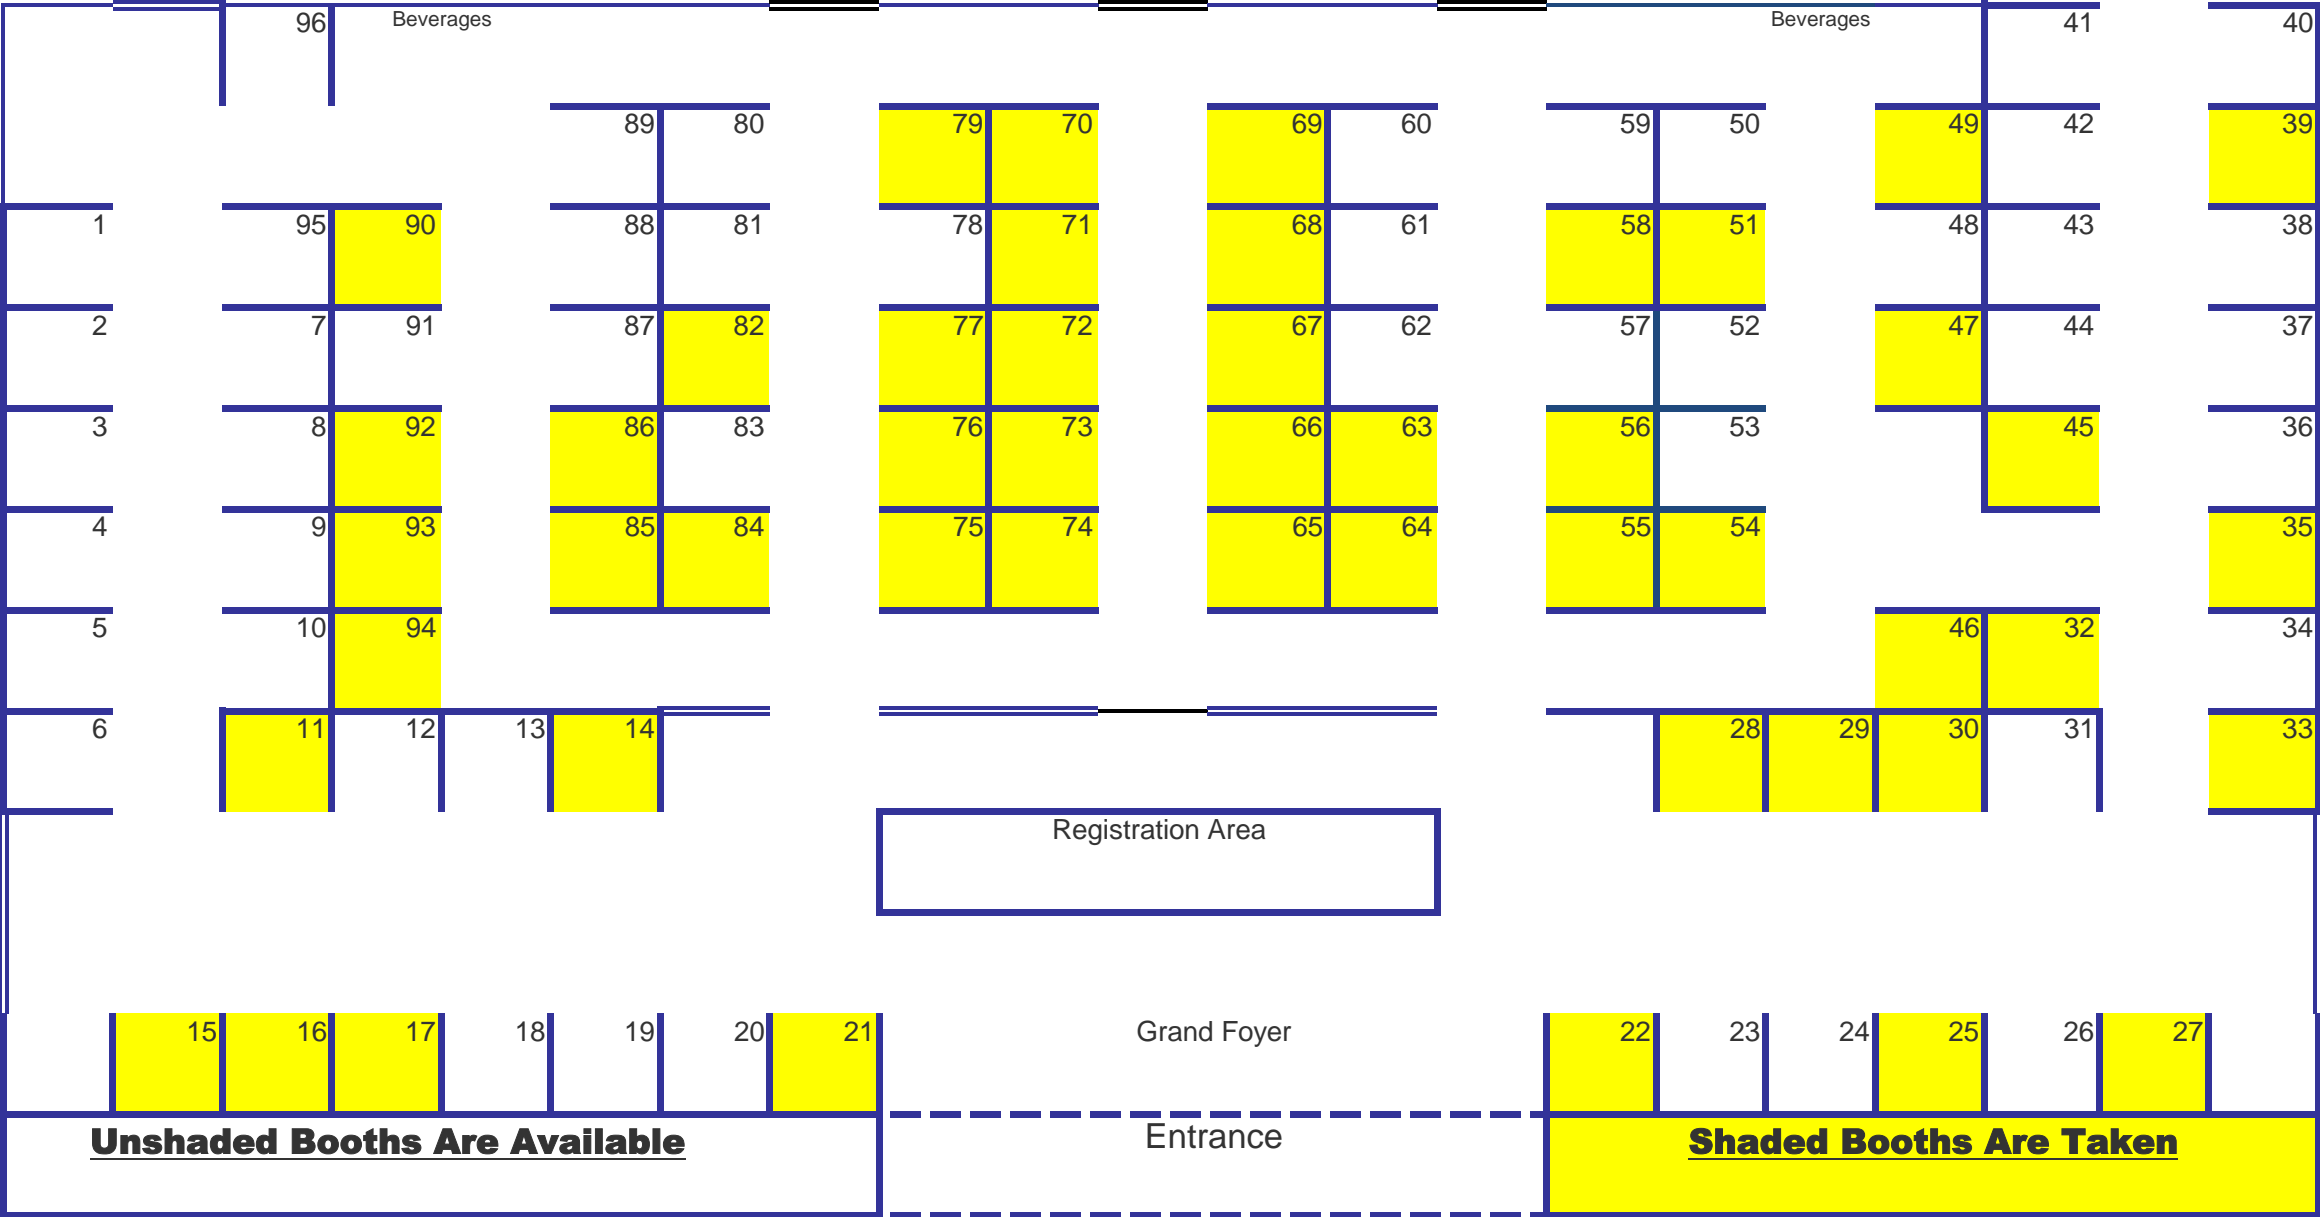 96 Beverages Beverages 41 40
89 80 79 70 69 60 59 50 49 42 39
1 95 90 88 81 78 71 68 61 58 51 48 43 38
2 7 91 87 82 77 72 67 62 57 52 47 44 37
3 8 92 86 83 76 73 66 63 56 53 45 36
4 9 93 85 84 75 74 65 64 55 54 35
5 10 94 46 32 34
6 11 12 13 14 28 29 30 31 33
Registration Area
15 16 17 18 19 20 21 Grand Foyer 22 23 24 25 26 27
Unshaded Booths Are Available Entrance Shaded Booths Are Taken